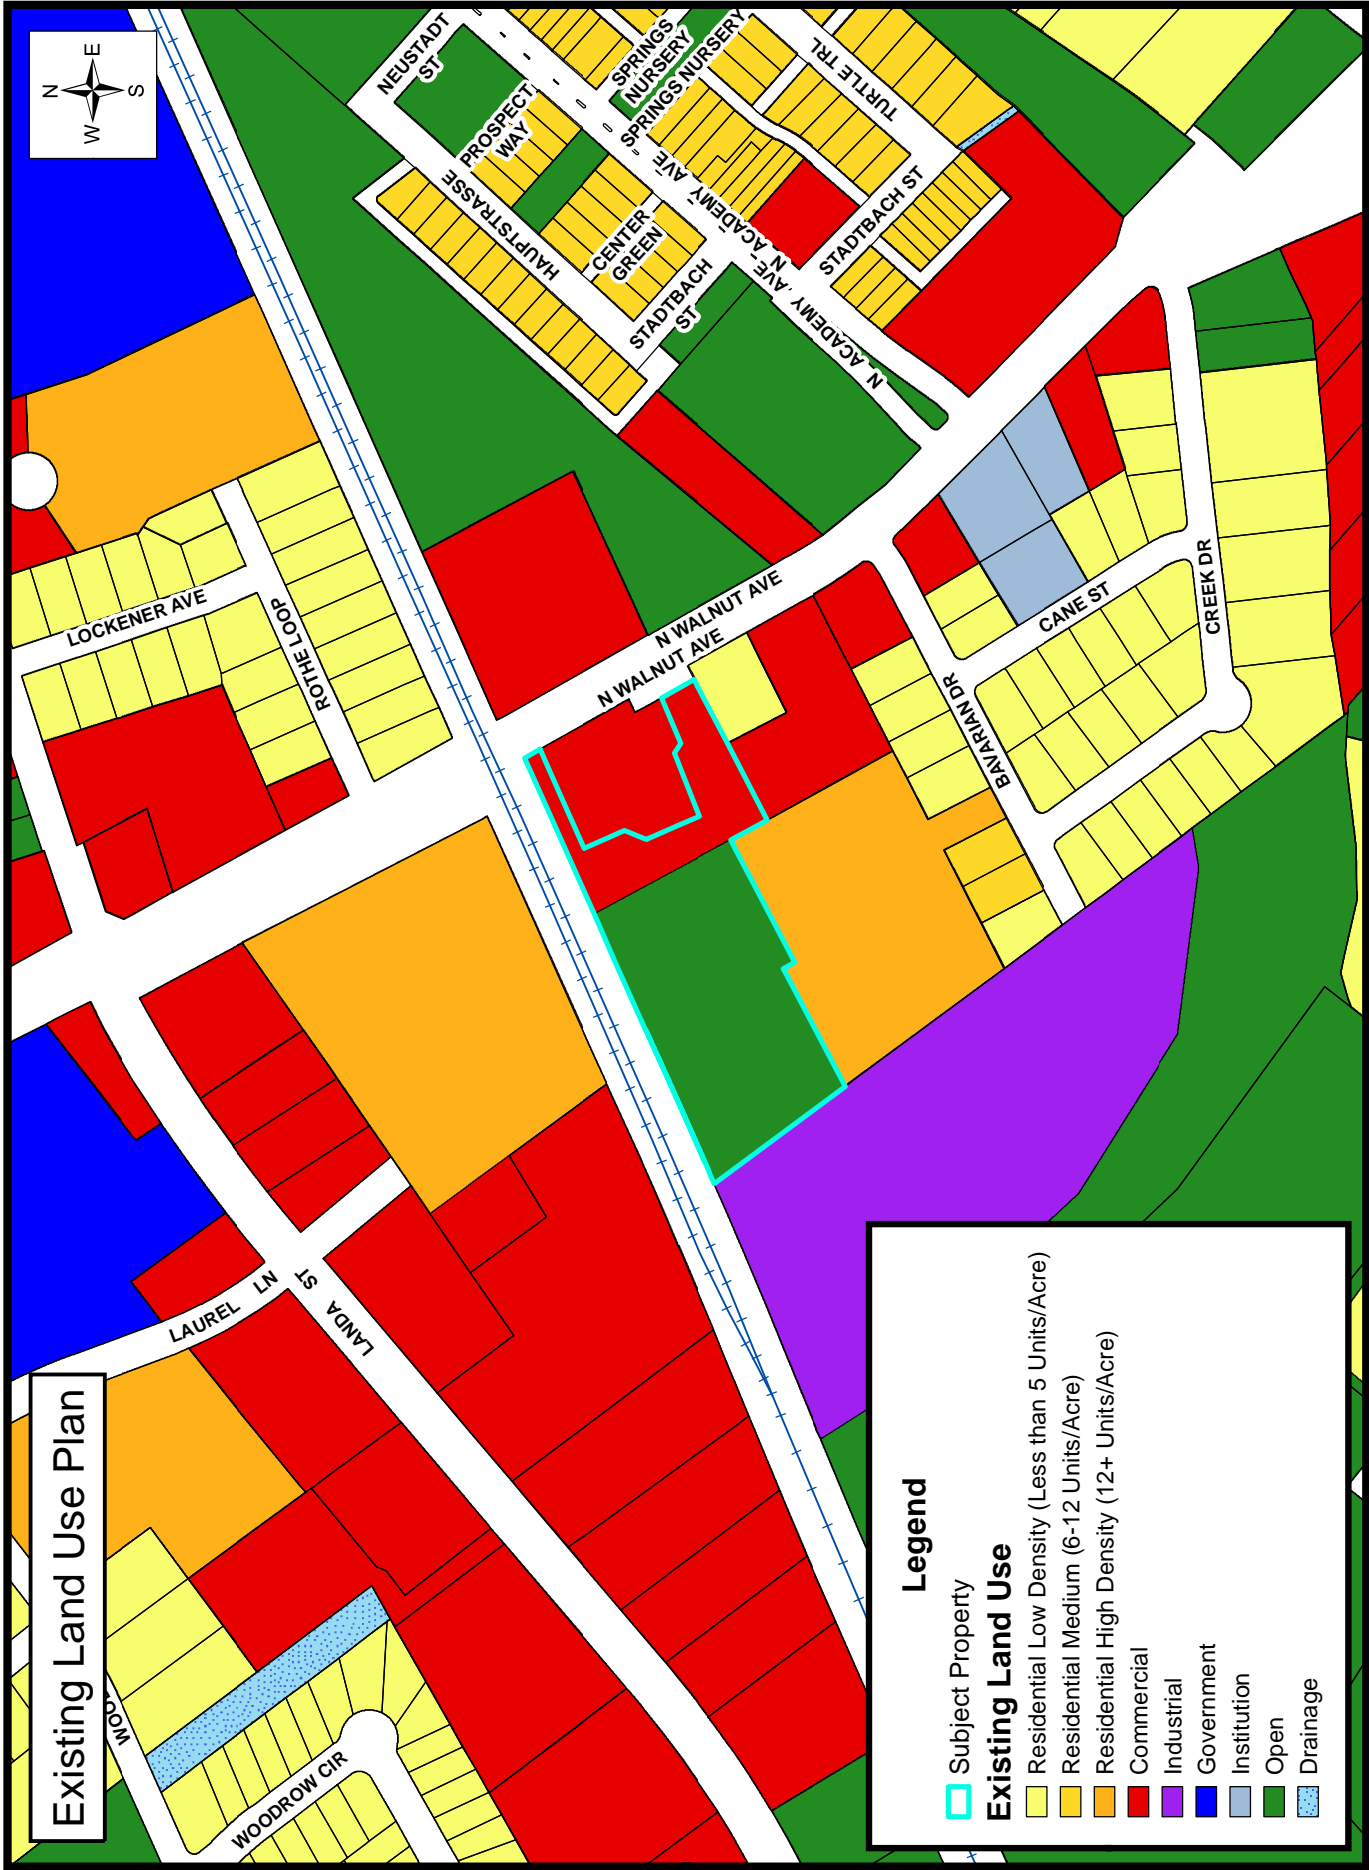 Existing Land Use Plan
N
W E
S
NEUSTADT
ST
PROSPECT
WAY
SPRINGS
NURSERY
SPRINGS NURSERY
TURTLE TRL
HAUPTSTRASSE
CENTER
GREEN
N ACADEMY AVE
N ACADEMY AVE
N ACADEMY AVE
STADTBACH ST
STADTBACH
ST
LOCKENER AVE
ROTHE LOOP
N WALNUT AVE
N WALNUT AVE
CANE ST
CREEK DR
BAVARIAN DR
LAUREL LN
LANDA ST
WOODROW CIR
Legend
Subject Property
Existing Land Use
Residential Low Density (Less than 5 Units/Acre)
Residential Medium (6-12 Units/Acre)
Residential High Density (12+ Units/Acre)
Commercial
Industrial
Government
Institution
Open
Drainage